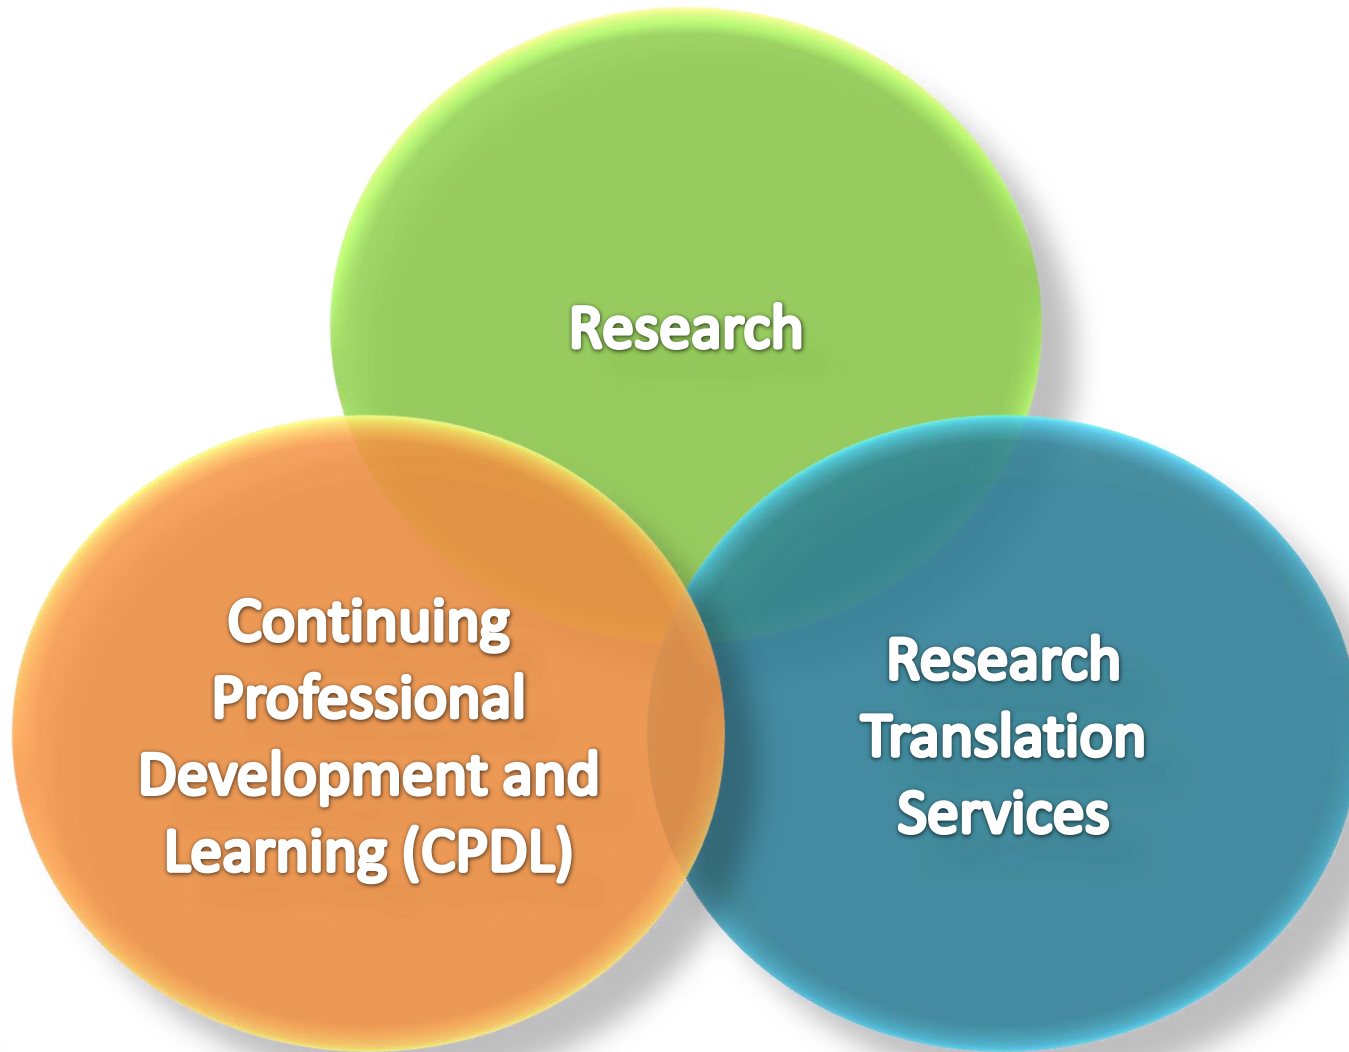 Research
Continuing
Professional
Development and
Learning (CPDL)
Research
Translation
Services